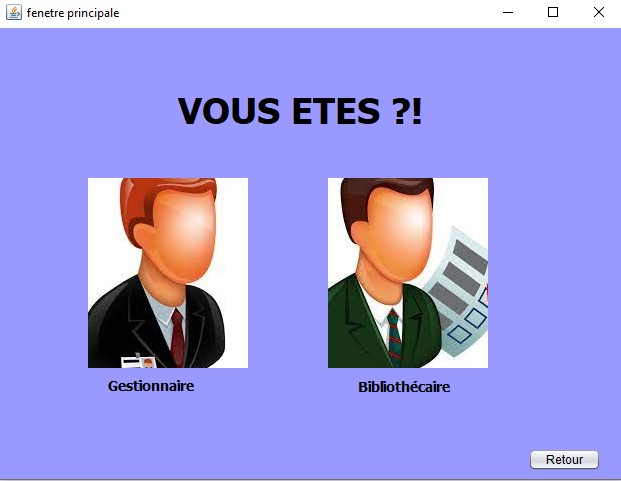 fenetre principale
VOUS ETES ?!
Gestionnaire
Bibliothécaire
Retour